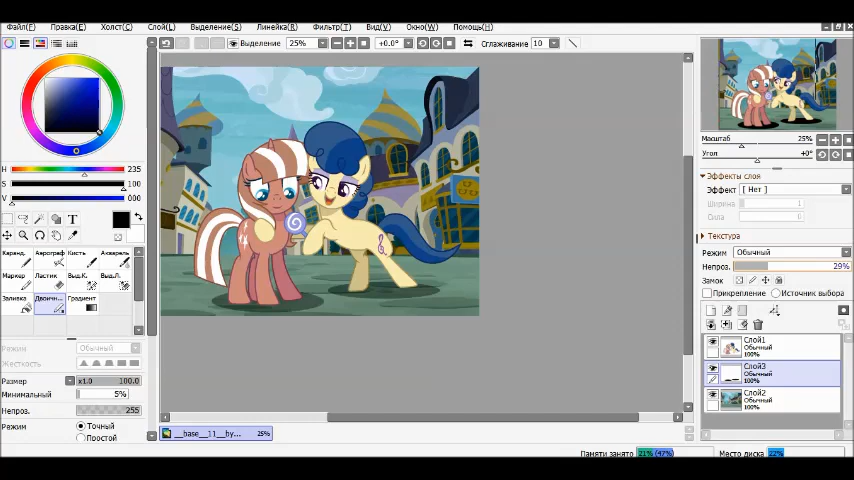 Файл(F) Правка(E) Холст(C) Слой(L) Выделение(S) Линейка(R) Фильтр(T) Вид(V) Окно(W) Помощь(H)
Выделение 25% +0.0° Сглаживание 10
Масштаб 25%
Угол +0°
H 235
S 100
V 000
Эффекты слоя
Эффект [ Нет ]
Ширина 1
Сила
Текстура
Режим Обычный
Непроз. 29%
Замок
Прикрепление Источник выбора
T
Каранд. Аэрограф Кисть Акварель
Маркер Ластик Выд.К. Выд.Л.
Заливка Двоичн... Градиент
Слой1
Обычный
100%
Слой3
Обычный
100%
Слой2
Обычный
100%
Режим Обычный
Жесткость
Размер x1.0 100.0
Минимальный 5%
Непроз. 255
Режим Точный
Простой
__base__11__by... 25%
Памяти занято 21% (47%) Место диска 22%